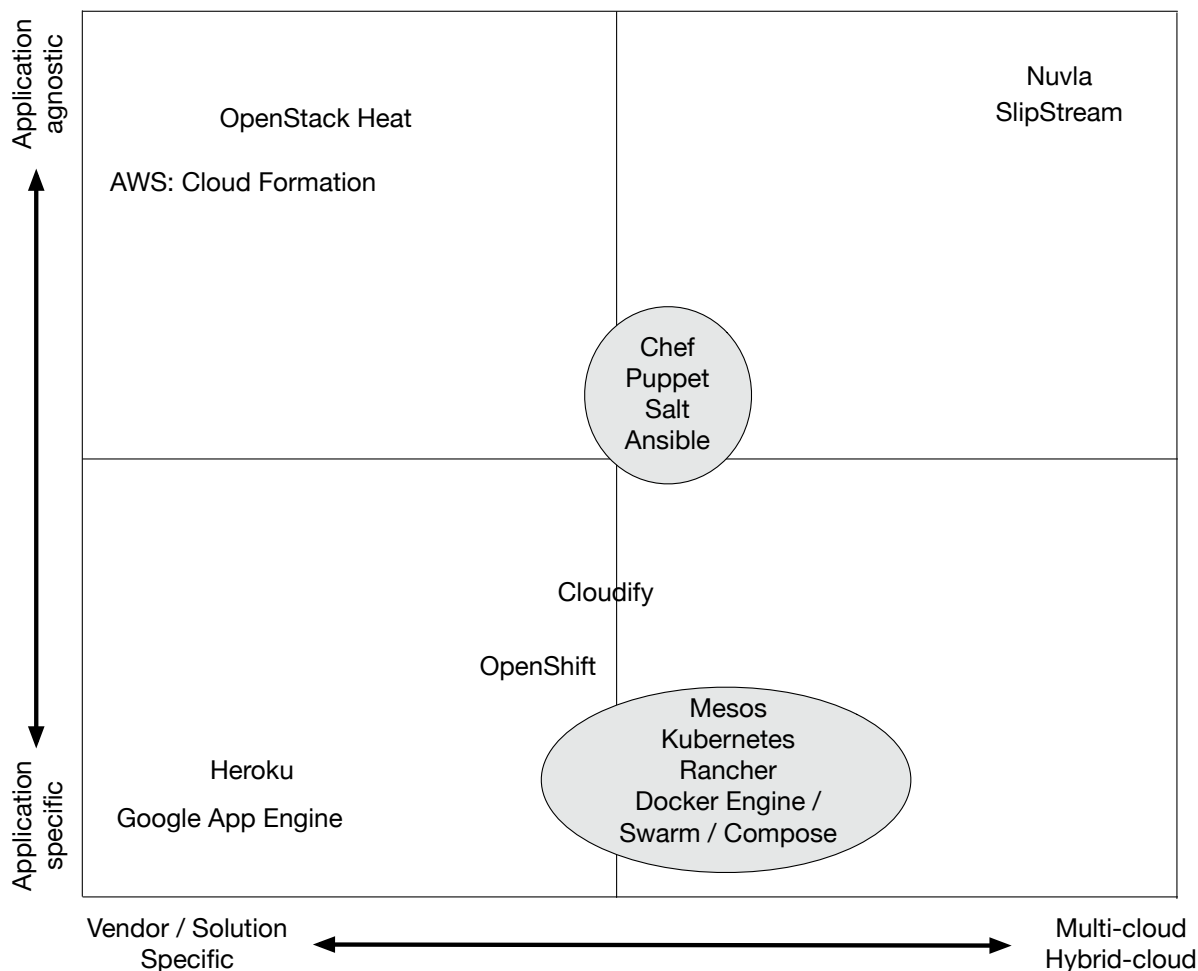 Application
agnostic
Nuvla
SlipStream
OpenStack Heat
AWS: Cloud Formation
Chef
Puppet
Salt
Ansible
Cloudify
OpenShift
Mesos
Kubernetes
Rancher
Docker Engine /
Swarm / Compose
Heroku
Google App Engine
Application
specific
Vendor / Solution
Specific
Multi-cloud
Hybrid-cloud